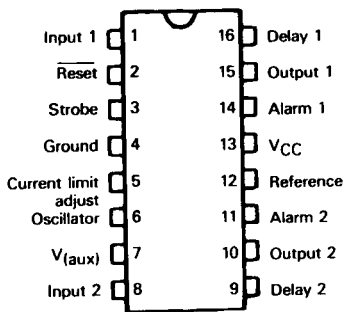 Input 1 1 16 Delay 1
Reset 2 15 Output 1
Strobe 3 14 Alarm 1
Ground 4 13 VCC
Current limit adjust 5 12 Reference
Oscillator 6 11 Alarm 2
V(aux) 7 10 Output 2
Input 2 8 9 Delay 2